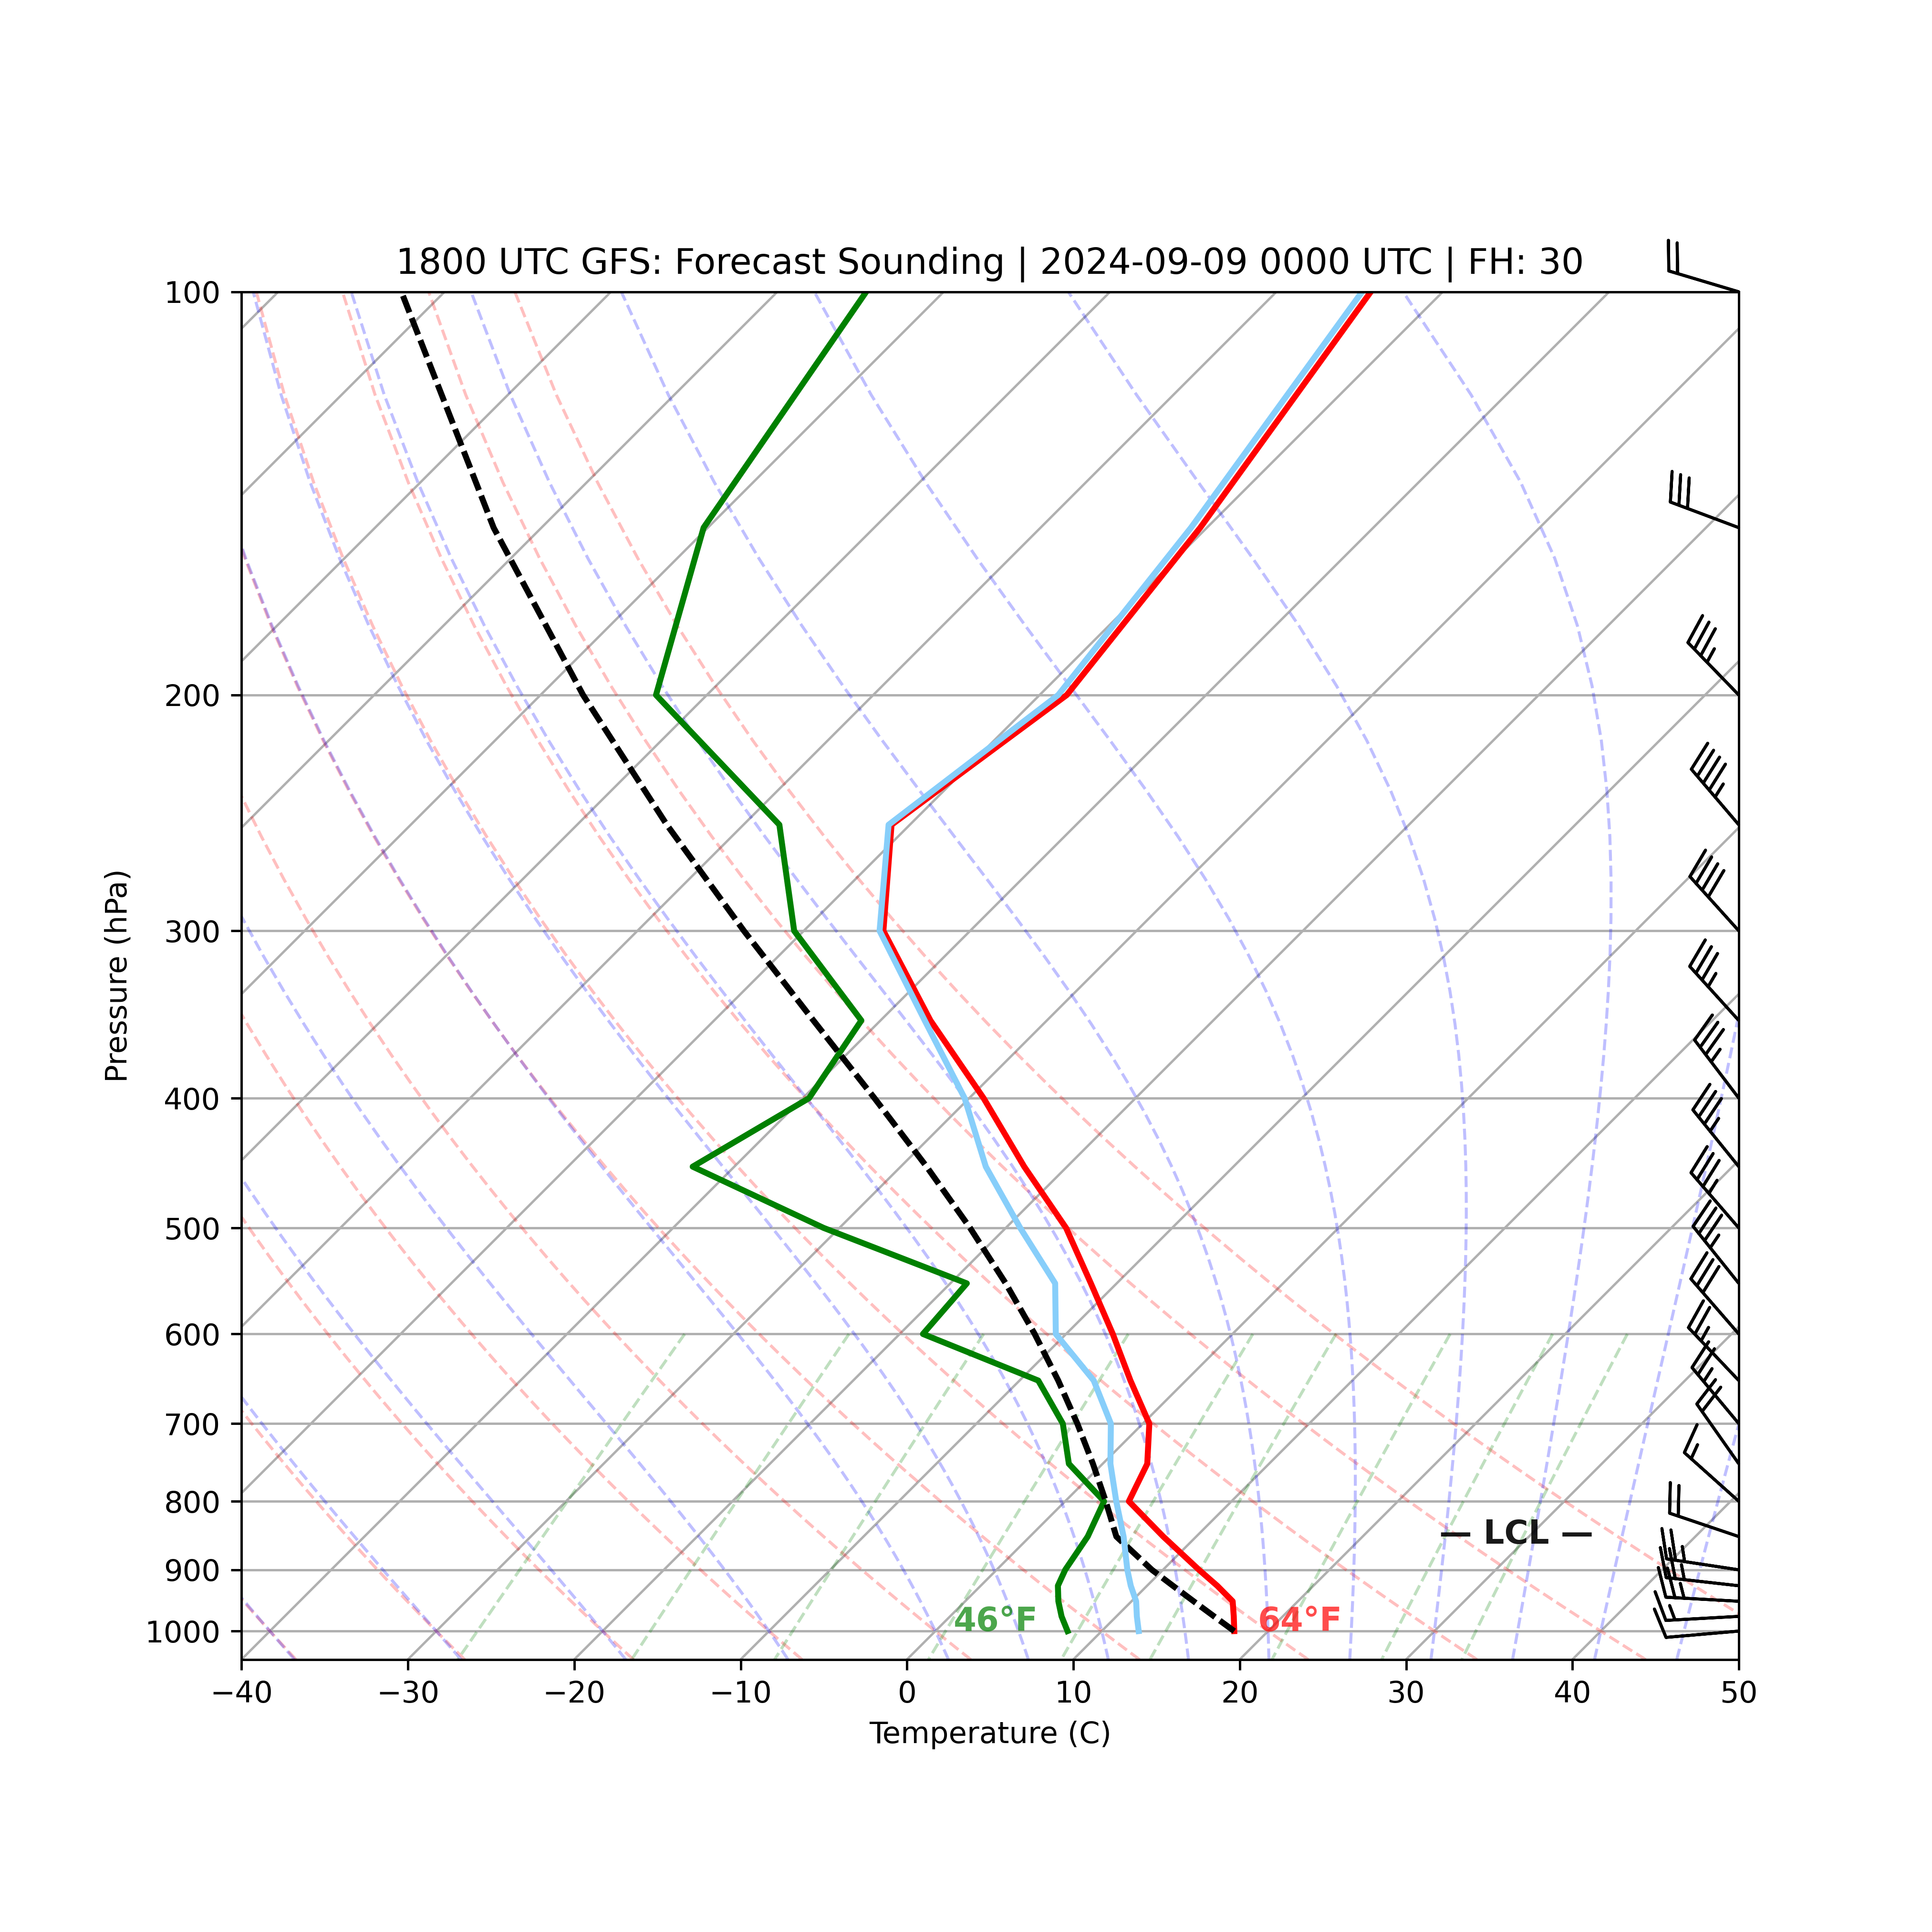 1800 UTC GFS: Forecast Sounding | 2024-09-09 0000 UTC | FH: 30
100
200
300
400
500
600
700
800
900
1000
Pressure (hPa)
— LCL —
46°F
64°F
−40 −30 −20 −10 0 10 20 30 40 50
Temperature (C)